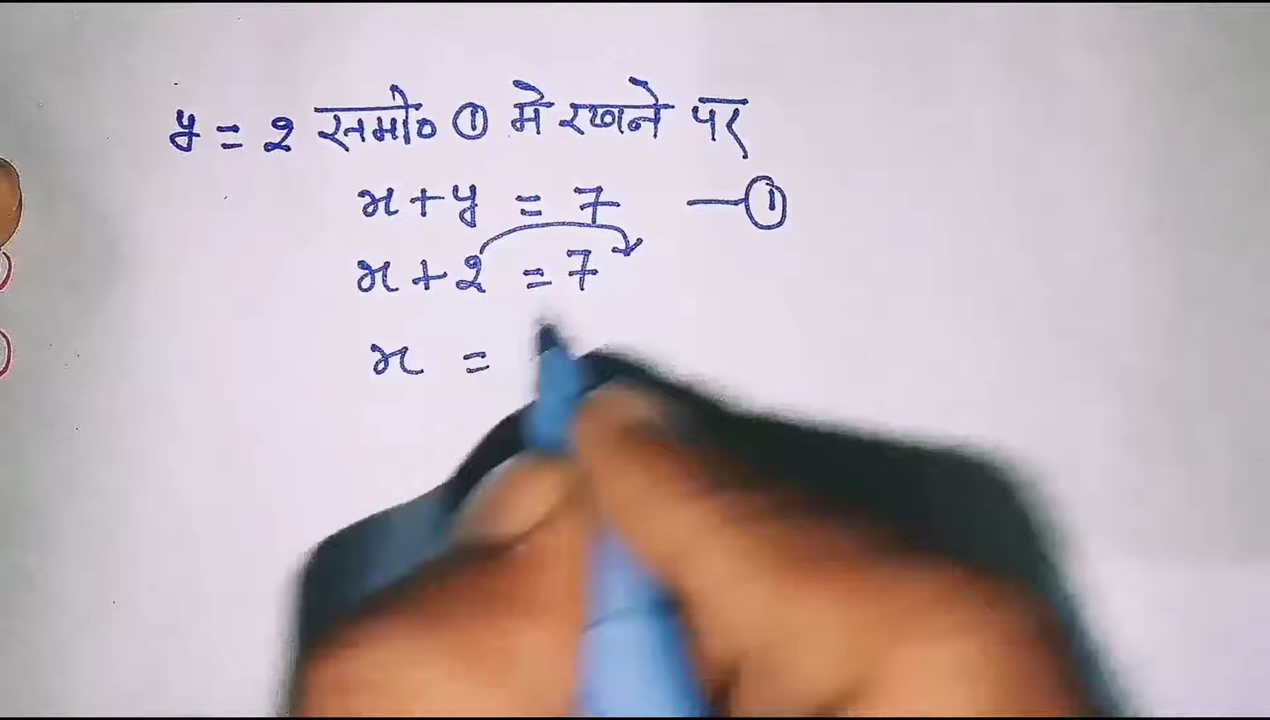 y = 2 समी० ① मे रखने पर
x + y = 7 —①
x + 2 = 7
x =